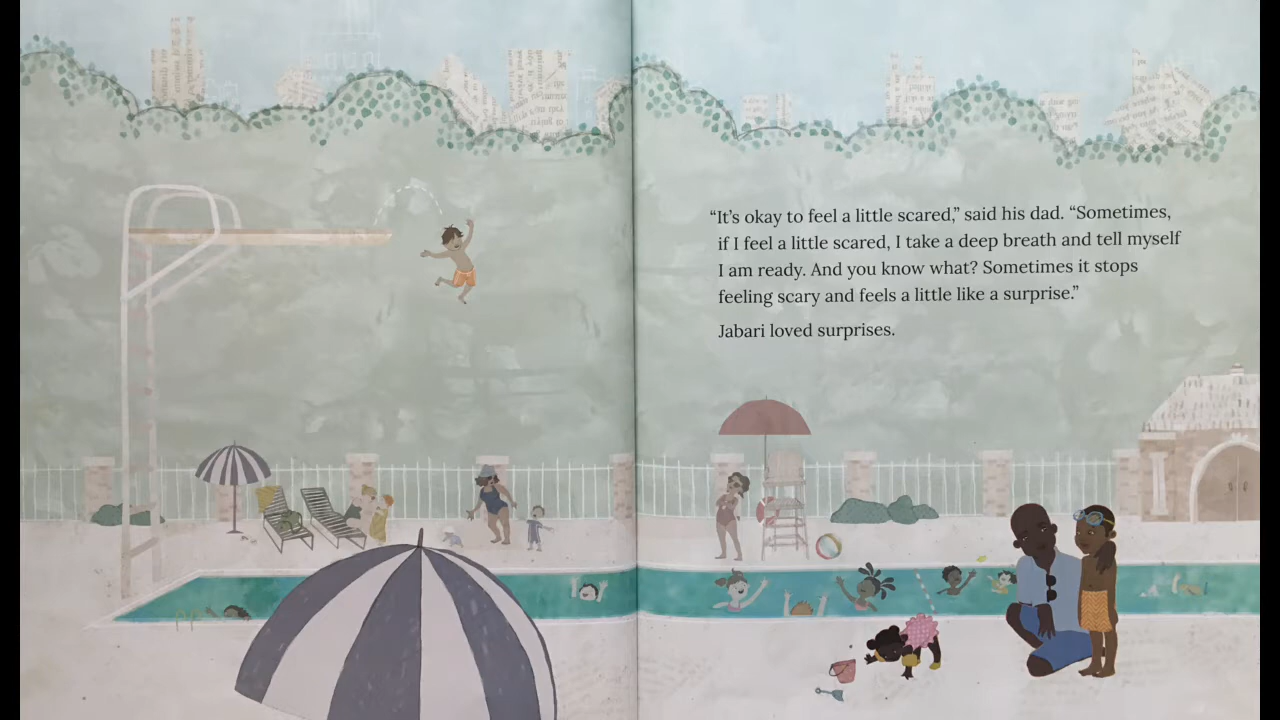 “It’s okay to feel a little scared,” said his dad. “Sometimes,
if I feel a little scared, I take a deep breath and tell myself
I am ready. And you know what? Sometimes it stops
feeling scary and feels a little like a surprise.”
Jabari loved surprises.